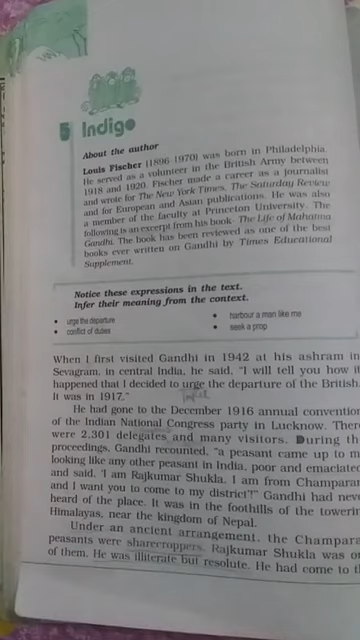 5 Indigo
About the author
Louis Fischer (1896-1970) was born in Philadelphia.
He served as a volunteer in the British Army between
1918 and 1920. Fischer made a career as a journalist
and wrote for The New York Times, The Saturday Review
and for European and Asian publications. He was also
a member of the faculty at Princeton University. The
following is an excerpt from his book- The Life of Mahatma
Gandhi. The book has been reviewed as one of the best
books ever written on Gandhi by Times Educational
Supplement.
Notice these expressions in the text.
Infer their meaning from the context.
• urge the departure
• conflict of duties
• harbour a man like me
• seek a prop
When I first visited Gandhi in 1942 at his ashram in
Sevagram, in central India, he said, "I will tell you how it
happened that I decided to urge the departure of the British.
It was in 1917."
He had gone to the December 1916 annual convention
of the Indian National Congress party in Lucknow. There
were 2,301 delegates and many visitors. During the
proceedings, Gandhi recounted, "a peasant came up to me
looking like any other peasant in India, poor and emaciated,
and said, 'I am Rajkumar Shukla. I am from Champaran,
and I want you to come to my district'!" Gandhi had never
heard of the place. It was in the foothills of the towering
Himalayas, near the kingdom of Nepal.
Under an ancient arrangement, the Champaran
peasants were sharecroppers. Rajkumar Shukla was one
of them. He was illiterate but resolute. He had come to the